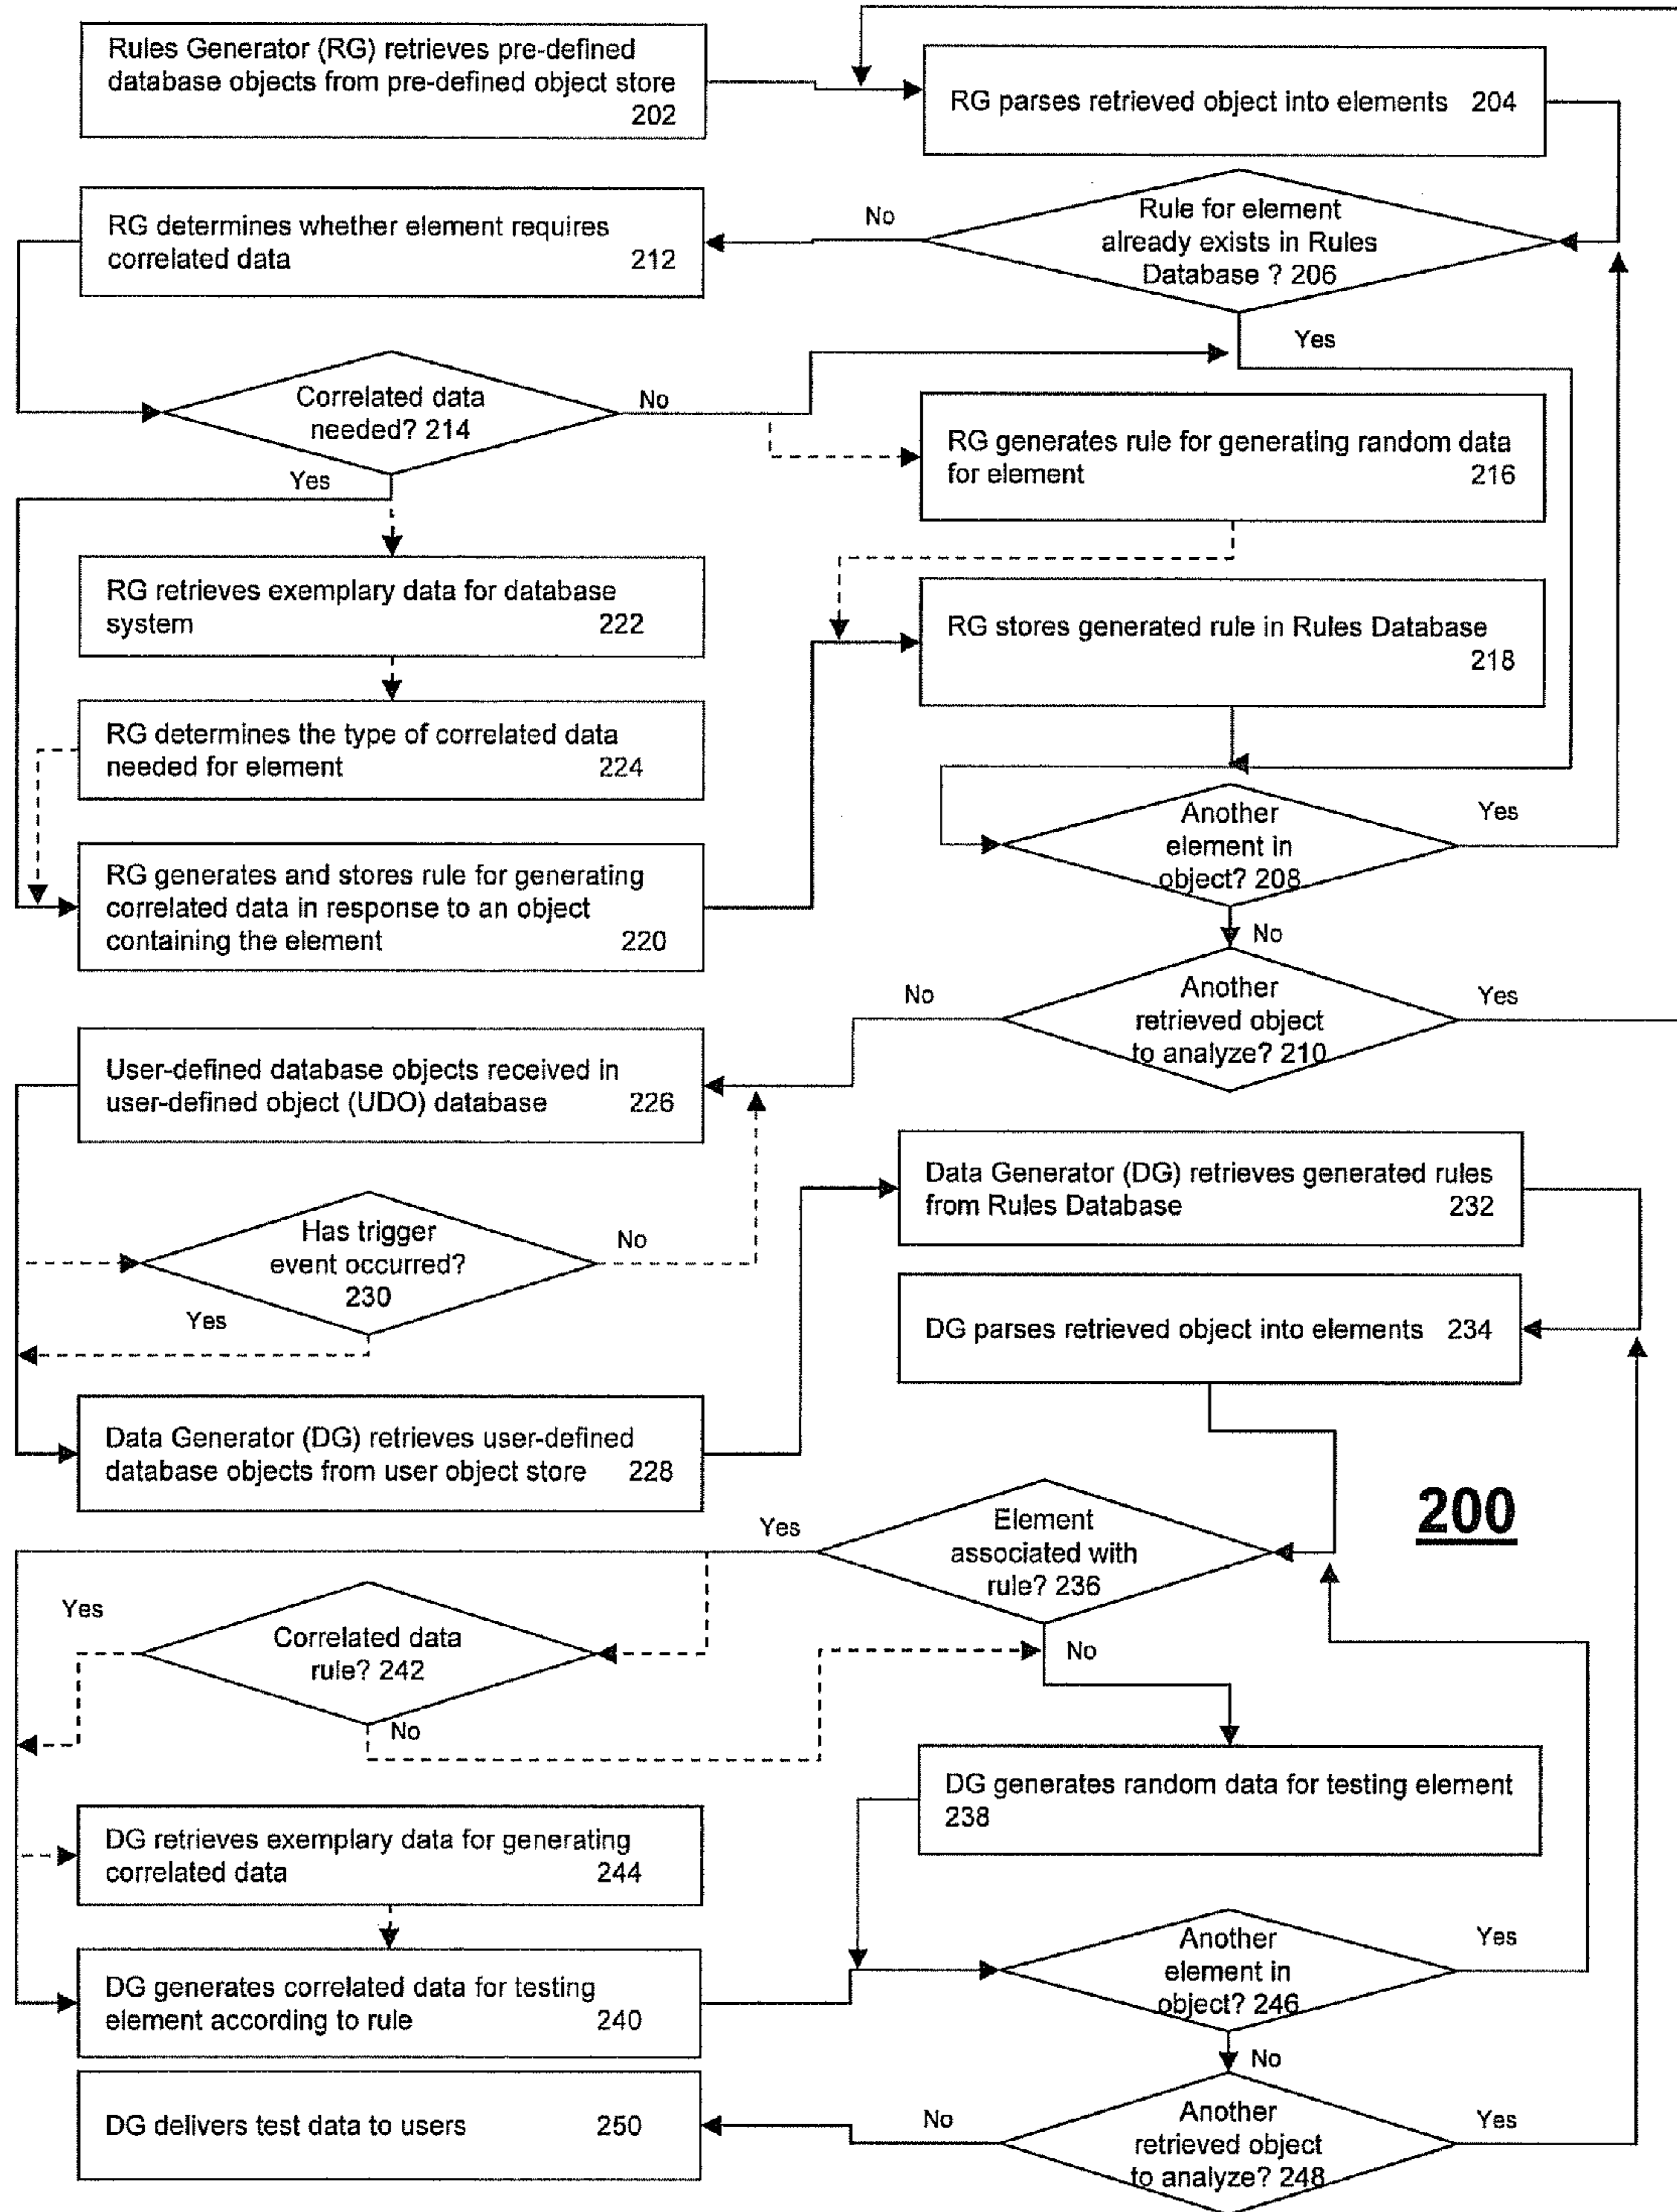 Rules Generator (RG) retrieves pre-defined
database objects from pre-defined object store
202
RG parses retrieved object into elements 204
RG determines whether element requires
correlated data 212
No
Rule for element
already exists in Rules
Database ? 206
Yes
Correlated data
needed? 214
No
Yes
RG generates rule for generating random data
for element 216
RG retrieves exemplary data for database
system 222
RG stores generated rule in Rules Database
218
RG determines the type of correlated data
needed for element 224
Another
element in
object? 208
Yes
No
RG generates and stores rule for generating
correlated data in response to an object
containing the element 220
Another
retrieved object
to analyze? 210
No
Yes
User-defined database objects received in
user-defined object (UDO) database 226
Data Generator (DG) retrieves generated rules
from Rules Database 232
Has trigger
event occurred?
230
No
Yes
DG parses retrieved object into elements 234
Data Generator (DG) retrieves user-defined
database objects from user object store 228
200
Element
associated with
rule? 236
Yes
No
Correlated data
rule? 242
Yes
No
DG generates random data for testing element
238
DG retrieves exemplary data for generating
correlated data 244
Another
element in
object? 246
Yes
No
DG generates correlated data for testing
element according to rule 240
DG delivers test data to users 250
No
Another
retrieved object
to analyze? 248
Yes